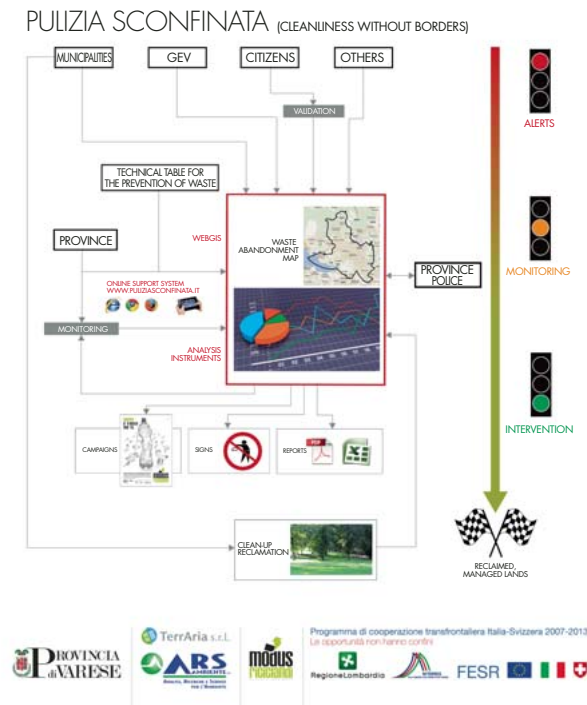 PULIZIA SCONFINATA (CLEANLINESS WITHOUT BORDERS)
MUNICIPALITIES
GEV
CITIZENS
OTHERS
VALIDATION
ALERTS
TECHNICAL TABLE FOR
THE PREVENTION OF WASTE
PROVINCE
WEBGIS
WASTE
ABANDONMENT
MAP
PROVINCE
POLICE
MONITORING
ONLINE SUPPORT SYSTEM
WWW.PULIZIASCONFINATA.IT
MONITORING
ANALYSIS
INSTRUMENTS
INTERVENTION
CAMPAIGNS
SIGNS
REPORTS
PDF
CLEAN-UP
RECLAMATION
RECLAIMED,
MANAGED LANDS
PROVINCIA
di VARESE
TerrAria s.r.l.
ARS
AMBIENTE
modus
riciclandi
Programma di cooperazione transfrontaliera Italia-Svizzera 2007-2013
Le opportunità non hanno confini
RegioneLombardia
FESR